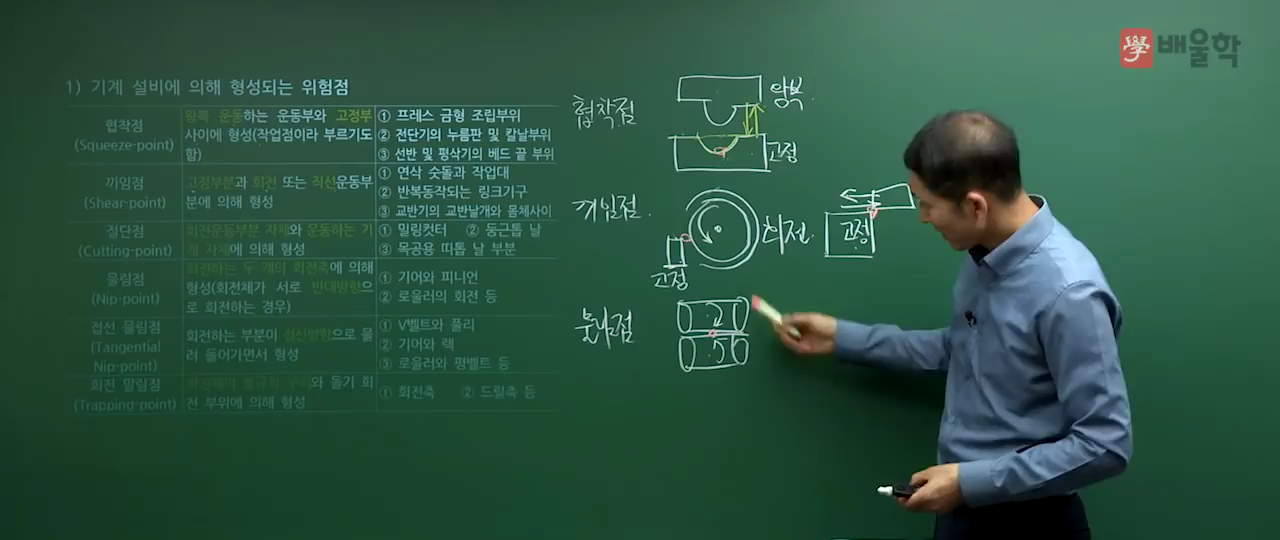 學 배울학
1) 기계 설비에 의해 형성되는 위험점
협착점
(Squeeze-point)
왕복 운동하는 운동부와 고정부
사이에 형성(작업점이라 부르기도
함)
① 프레스 금형 조립부위
② 전단기의 누름판 및 칼날부위
③ 선반 및 평삭기의 베드 끝 부위
끼임점
(Shear-point)
고정부분과 회전 또는 직선운동부
분에 의해 형성
① 연삭 숫돌과 작업대
② 반복동작되는 링크기구
③ 교반기의 교반날개와 몸체사이
절단점
(Cutting-point)
회전운동부분 자체와 운동하는 기
계 자체에 의해 형성
① 밀링컷터 ② 둥근톱 날
③ 목공용 띠톱 날 부분
물림점
(Nip-point)
회전하는 두 개의 회전축에 의해
형성(회전체가 서로 반대방향으
로 회전하는 경우)
① 기어와 피니언
② 로울러의 회전 등
접선 물림점
(Tangential
Nip-point)
회전하는 부분이 접선방향으로 물
려 들어가면서 형성
① V벨트와 풀리
② 기어와 랙
③ 로울러와 평벨트 등
회전 말림점
(Trapping-point)
회전체의 불규칙 부위와 돌기 회
전 부위에 의해 형성
① 회전축 ② 드릴축 등
협착점
왕복
고정
끼임점
회전
고정
고정
물림점